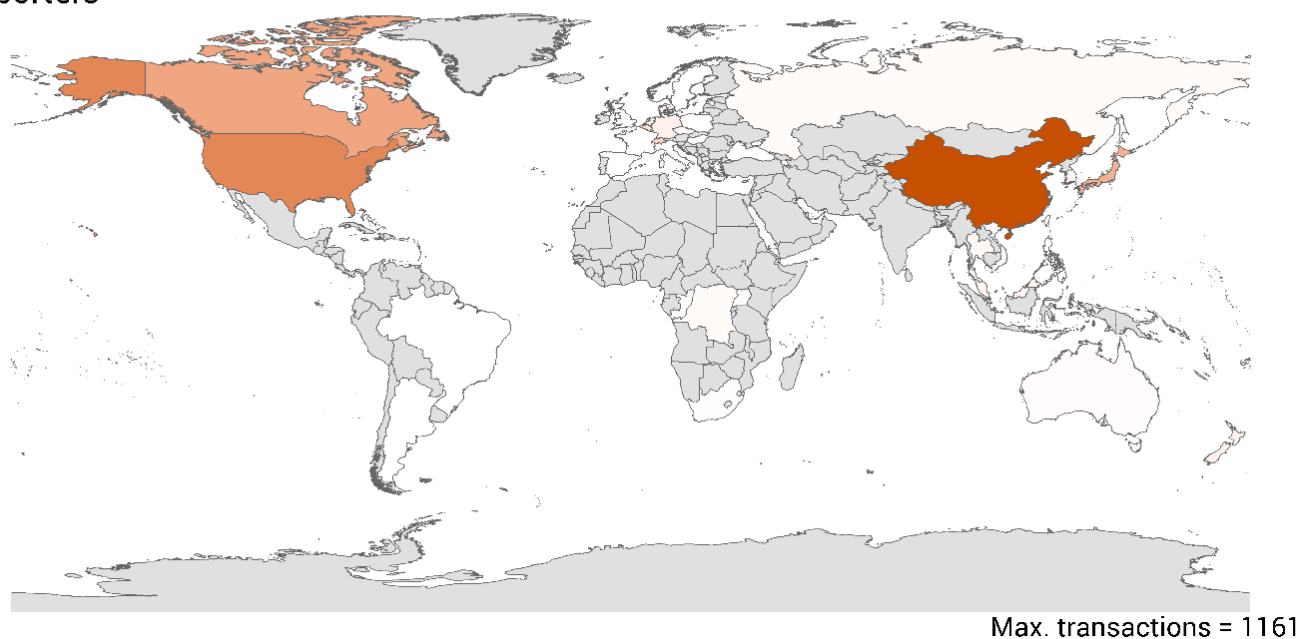 Max. transactions = 1161